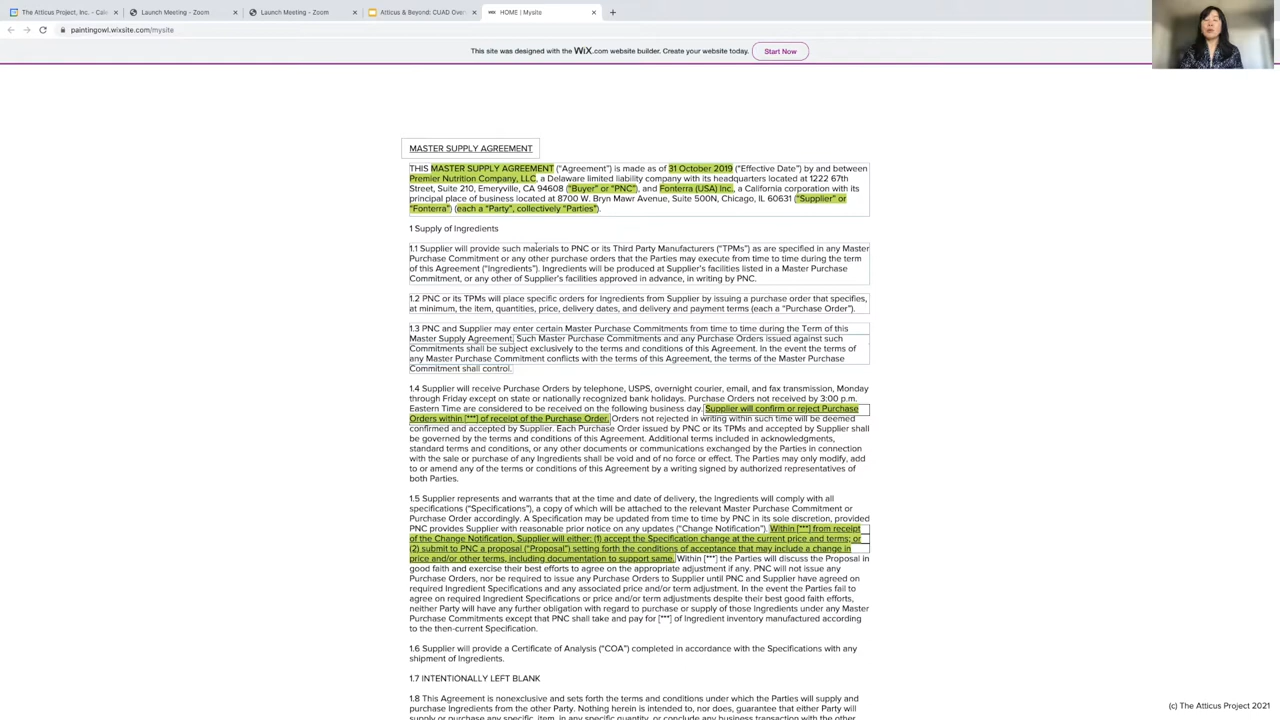 The Atticus Project, Inc. - Cale
Launch Meeting - Zoom
Launch Meeting - Zoom
Atticus & Beyond: CUAD Over
HOME | Mysite
paintingowl.wixsite.com/mysite
This site was designed with the WiX.com website builder. Create your website today.
Start Now
MASTER SUPPLY AGREEMENT
THIS MASTER SUPPLY AGREEMENT ("Agreement") is made as of 31 October 2019 ("Effective Date") by and between
Premier Nutrition Company, LLC, a Delaware limited liability company with its headquarters located at 1222 67th
Street, Suite 210, Emeryville, CA 94608 ("Buyer" or "PNC"), and Fonterra (USA) Inc., a California corporation with its
principal place of business located at 8700 W. Bryn Mawr Avenue, Suite 500N, Chicago, IL 60631 ("Supplier" or
"Fonterra") (each a "Party", collectively "Parties").
1 Supply of Ingredients
1.1 Supplier will provide such materials to PNC or its Third Party Manufacturers ("TPMs") as are specified in any Master
Purchase Commitment or any other purchase orders that the Parties may execute from time to time during the term
of this Agreement ("Ingredients"). Ingredients will be produced at Supplier's facilities listed in a Master Purchase
Commitment, or any other of Supplier's facilities approved in advance, in writing by PNC.
1.2 PNC or its TPMs will place specific orders for Ingredients from Supplier by issuing a purchase order that specifies,
at minimum, the item, quantities, price, delivery dates, and delivery and payment terms (each a "Purchase Order").
1.3 PNC and Supplier may enter certain Master Purchase Commitments from time to time during the Term of this
Master Supply Agreement. Such Master Purchase Commitments and any Purchase Orders issued against such
Commitments shall be subject exclusively to the terms and conditions of this Agreement. In the event the terms of
any Master Purchase Commitment conflicts with the terms of this Agreement, the terms of the Master Purchase
Commitment shall control.
1.4 Supplier will receive Purchase Orders by telephone, USPS, overnight courier, email, and fax transmission, Monday
through Friday except on state or nationally recognized bank holidays. Purchase Orders not received by 3:00 p.m.
Eastern Time are considered to be received on the following business day. Supplier will confirm or reject Purchase
Orders within [***] of receipt of the Purchase Order. Orders not rejected in writing within such time will be deemed
confirmed and accepted by Supplier. Each Purchase Order issued by PNC or its TPMs and accepted by Supplier shall
be governed by the terms and conditions of this Agreement. Additional terms included in acknowledgments,
standard terms and conditions, or any other documents or communications exchanged by the Parties in connection
with the sale or purchase of any Ingredients shall be void and of no force or effect. The Parties may only modify, add
to or amend any of the terms or conditions of this Agreement by a writing signed by authorized representatives of
both Parties.
1.5 Supplier represents and warrants that at the time and date of delivery, the Ingredients will comply with all
specifications ("Specifications"), a copy of which will be attached to the relevant Master Purchase Commitment or
Purchase Order accordingly. A Specification may be updated from time to time by PNC in its sole discretion, provided
PNC provides Supplier with reasonable prior notice on any updates ("Change Notification"). Within [***] from receipt
of the Change Notification, Supplier will either: (1) accept the Specification change at the current price and terms; or
(2) submit to PNC a proposal ("Proposal") setting forth the conditions of acceptance that may include a change in
price and/or other terms, including documentation to support same. Within [***] the Parties will discuss the Proposal in
good faith and exercise their best efforts to agree on the appropriate adjustment if any. PNC will not issue any
Purchase Orders, nor be required to issue any Purchase Orders to Supplier until PNC and Supplier have agreed on
required Ingredient Specifications and any associated price and/or term adjustment. In the event the Parties fail to
agree on required Ingredient Specifications or price and/or term adjustments despite their best good faith efforts,
neither Party will have any further obligation with regard to purchase or supply of those Ingredients under any Master
Purchase Commitments except that PNC shall take and pay for [***] of Ingredient inventory manufactured according
to the then-current Specification.
1.6 Supplier will provide a Certificate of Analysis ("COA") completed in accordance with the Specifications with any
shipment of Ingredients.
1.7 INTENTIONALLY LEFT BLANK
1.8 This Agreement is nonexclusive and sets forth the terms and conditions under which the Parties will supply and
purchase Ingredients from the other Party. Nothing herein is intended to, nor does, guarantee that either Party will
supply or purchase any specific item, in any specific quantity, or conclude any business transaction with the other
(c) The Atticus Project 2021